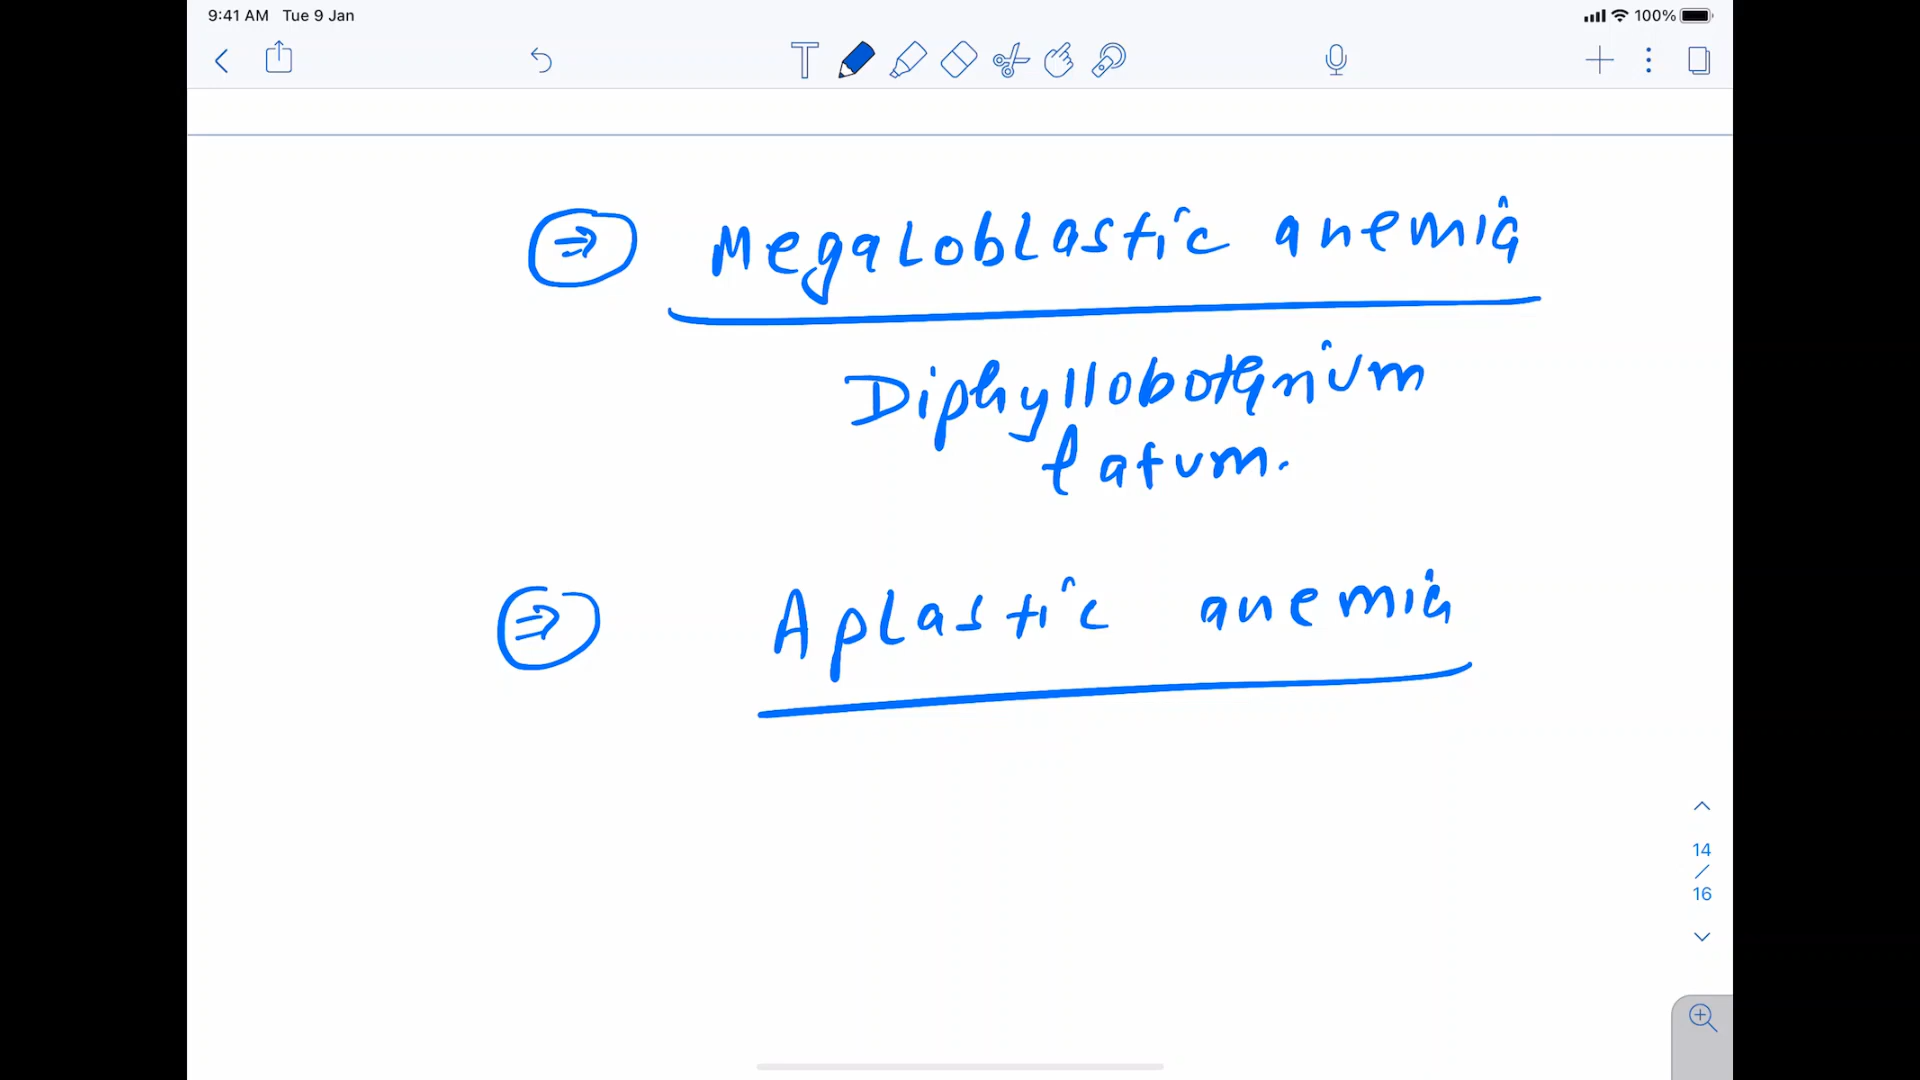 9:41 AM Tue 9 Jan 100%
T
⇒ Megaloblastic anemia
Diphyllobothrium
latum.
⇒ Aplastic anemia
14
/
16